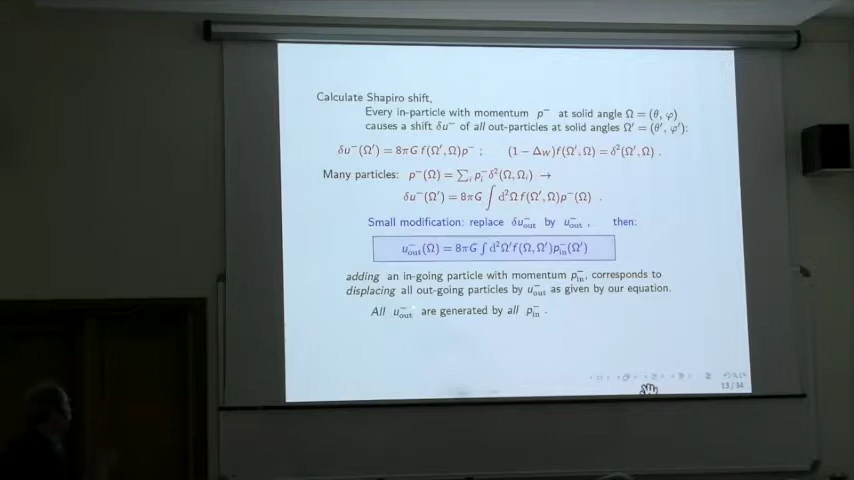 Calculate Shapiro shift,
Every in-particle with momentum p⁻ at solid angle Ω = (θ, φ)
causes a shift δu⁻ of all out-particles at solid angles Ω′ = (θ′, φ′):
δu⁻(Ω′) = 8πG f(Ω′, Ω)p⁻ ; (1 − Δ_W)f(Ω′, Ω) = δ²(Ω′, Ω) .
Many particles: p⁻(Ω) = ∑ᵢ pᵢ⁻ δ²(Ω, Ωᵢ) →
δu⁻(Ω′) = 8πG ∫ d²Ω f(Ω′, Ω)p⁻(Ω) .
Small modification: replace δu⁻_out by u⁻_out , then:
u⁻_out(Ω) = 8πG ∫ d²Ω′ f(Ω, Ω′)p⁻_in(Ω′)
adding an in-going particle with momentum p⁻_in, corresponds to
displacing all out-going particles by u⁻_out as given by our equation.
All u⁻_out are generated by all p⁻_in .
13 / 34